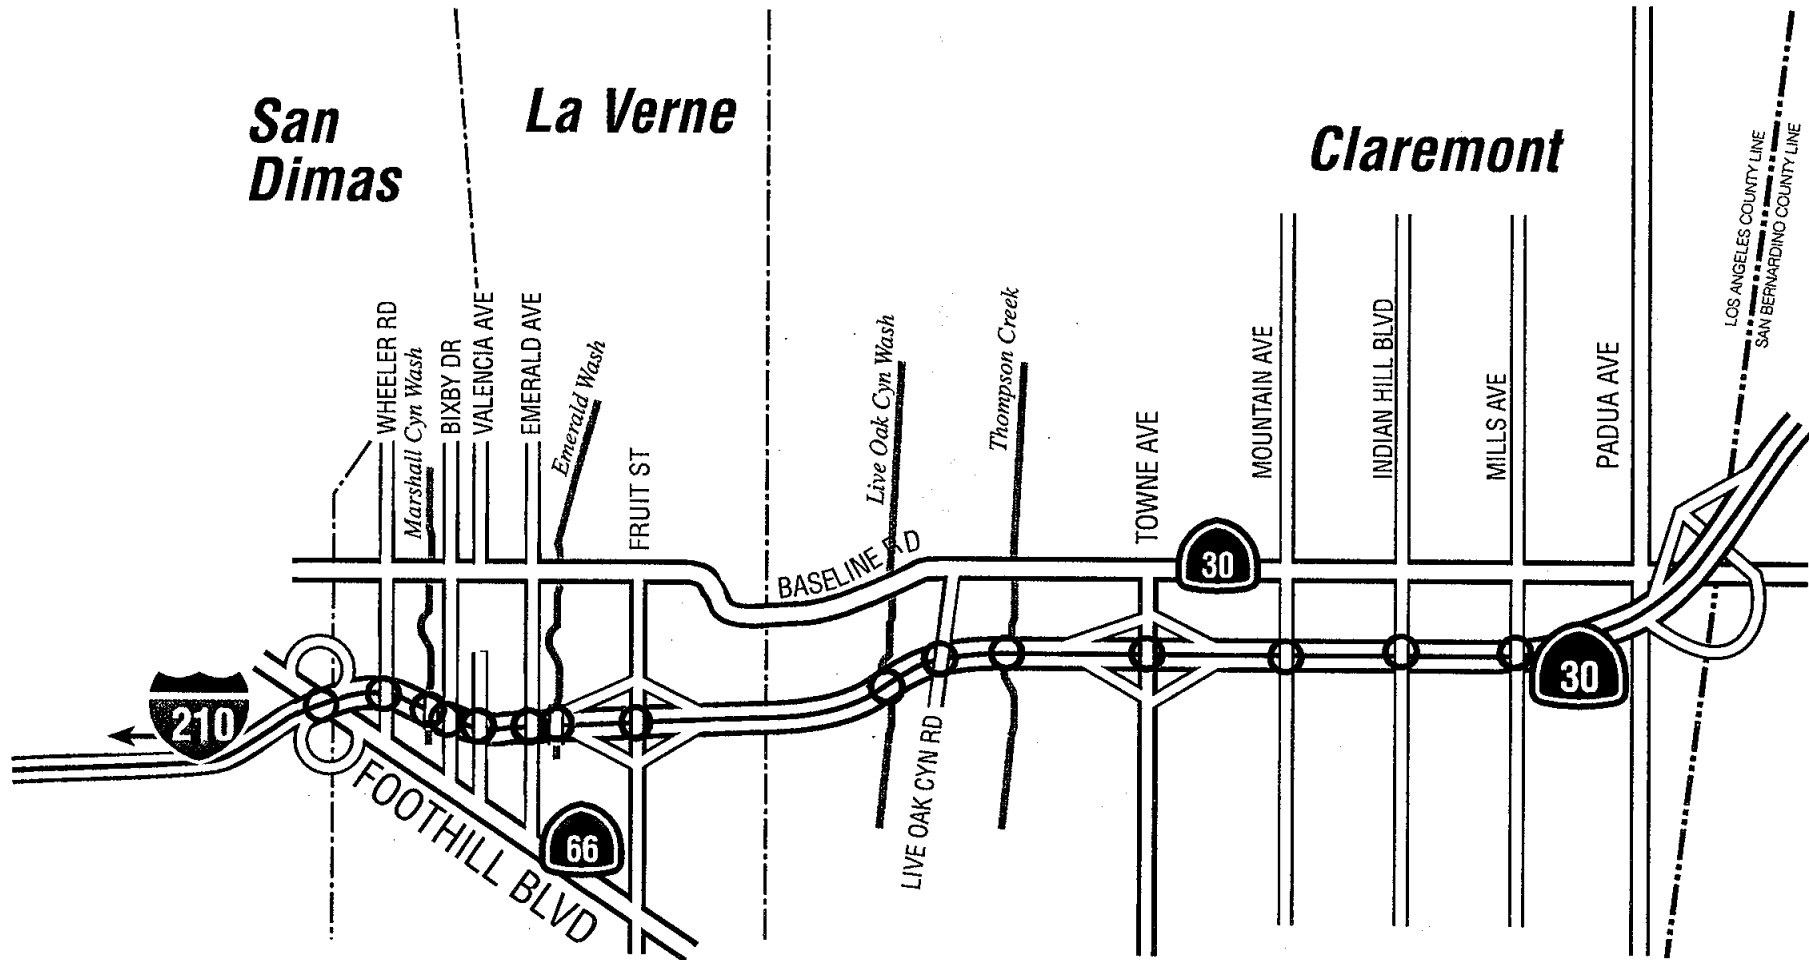 San
Dimas
La Verne
Claremont
LOS ANGELES COUNTY LINE
SAN BERNARDINO COUNTY LINE
WHEELER RD
Marshall Cyn Wash
BIXBY DR
VALENCIA AVE
EMERALD AVE
Emerald Wash
FRUIT ST
Live Oak Cyn Wash
Thompson Creek
TOWNE AVE
MOUNTAIN AVE
INDIAN HILL BLVD
MILLS AVE
PADUA AVE
BASELINE RD
30
30
210
LIVE OAK CYN RD
FOOTHILL BLVD
66